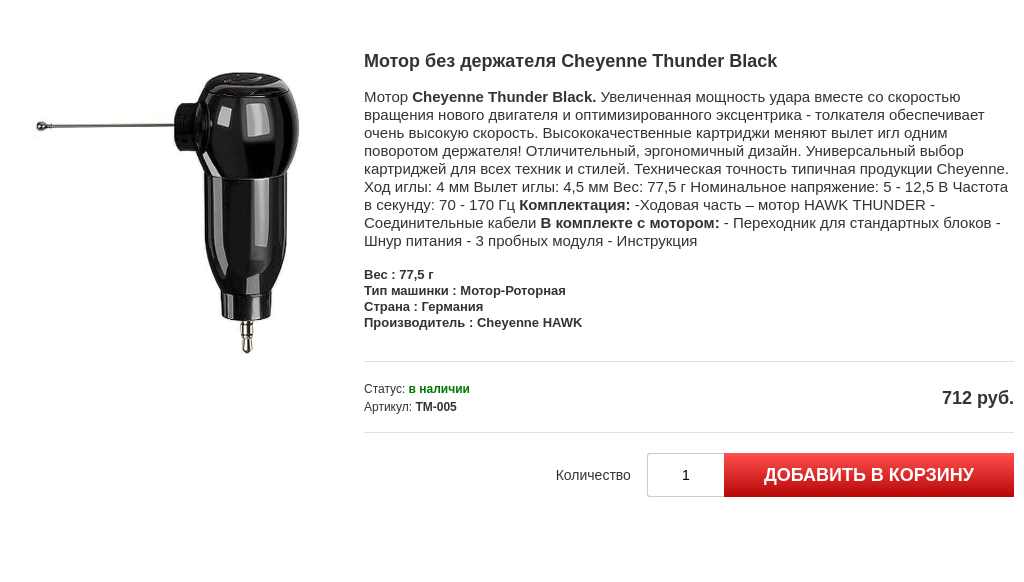 Мотор без держателя Cheyenne Thunder Black
Мотор Cheyenne Thunder Black. Увеличенная мощность удара вместе со скоростью
вращения нового двигателя и оптимизированного эксцентрика - толкателя обеспечивает
очень высокую скорость. Высококачественные картриджи меняют вылет игл одним
поворотом держателя! Отличительный, эргономичный дизайн. Универсальный выбор
картриджей для всех техник и стилей. Техническая точность типичная продукции Cheyenne.
Ход иглы: 4 мм Вылет иглы: 4,5 мм Вес: 77,5 г Номинальное напряжение: 5 - 12,5 В Частота
в секунду: 70 - 170 Гц Комплектация: -Ходовая часть – мотор HAWK THUNDER -
Соединительные кабели В комплекте с мотором: - Переходник для стандартных блоков -
Шнур питания - 3 пробных модуля - Инструкция
Вес : 77,5 г
Тип машинки : Мотор-Роторная
Страна : Германия
Производитель : Cheyenne HAWK
Статус: в наличии
Артикул: ТМ-005
712 руб.
Количество 1 ДОБАВИТЬ В КОРЗИНУ